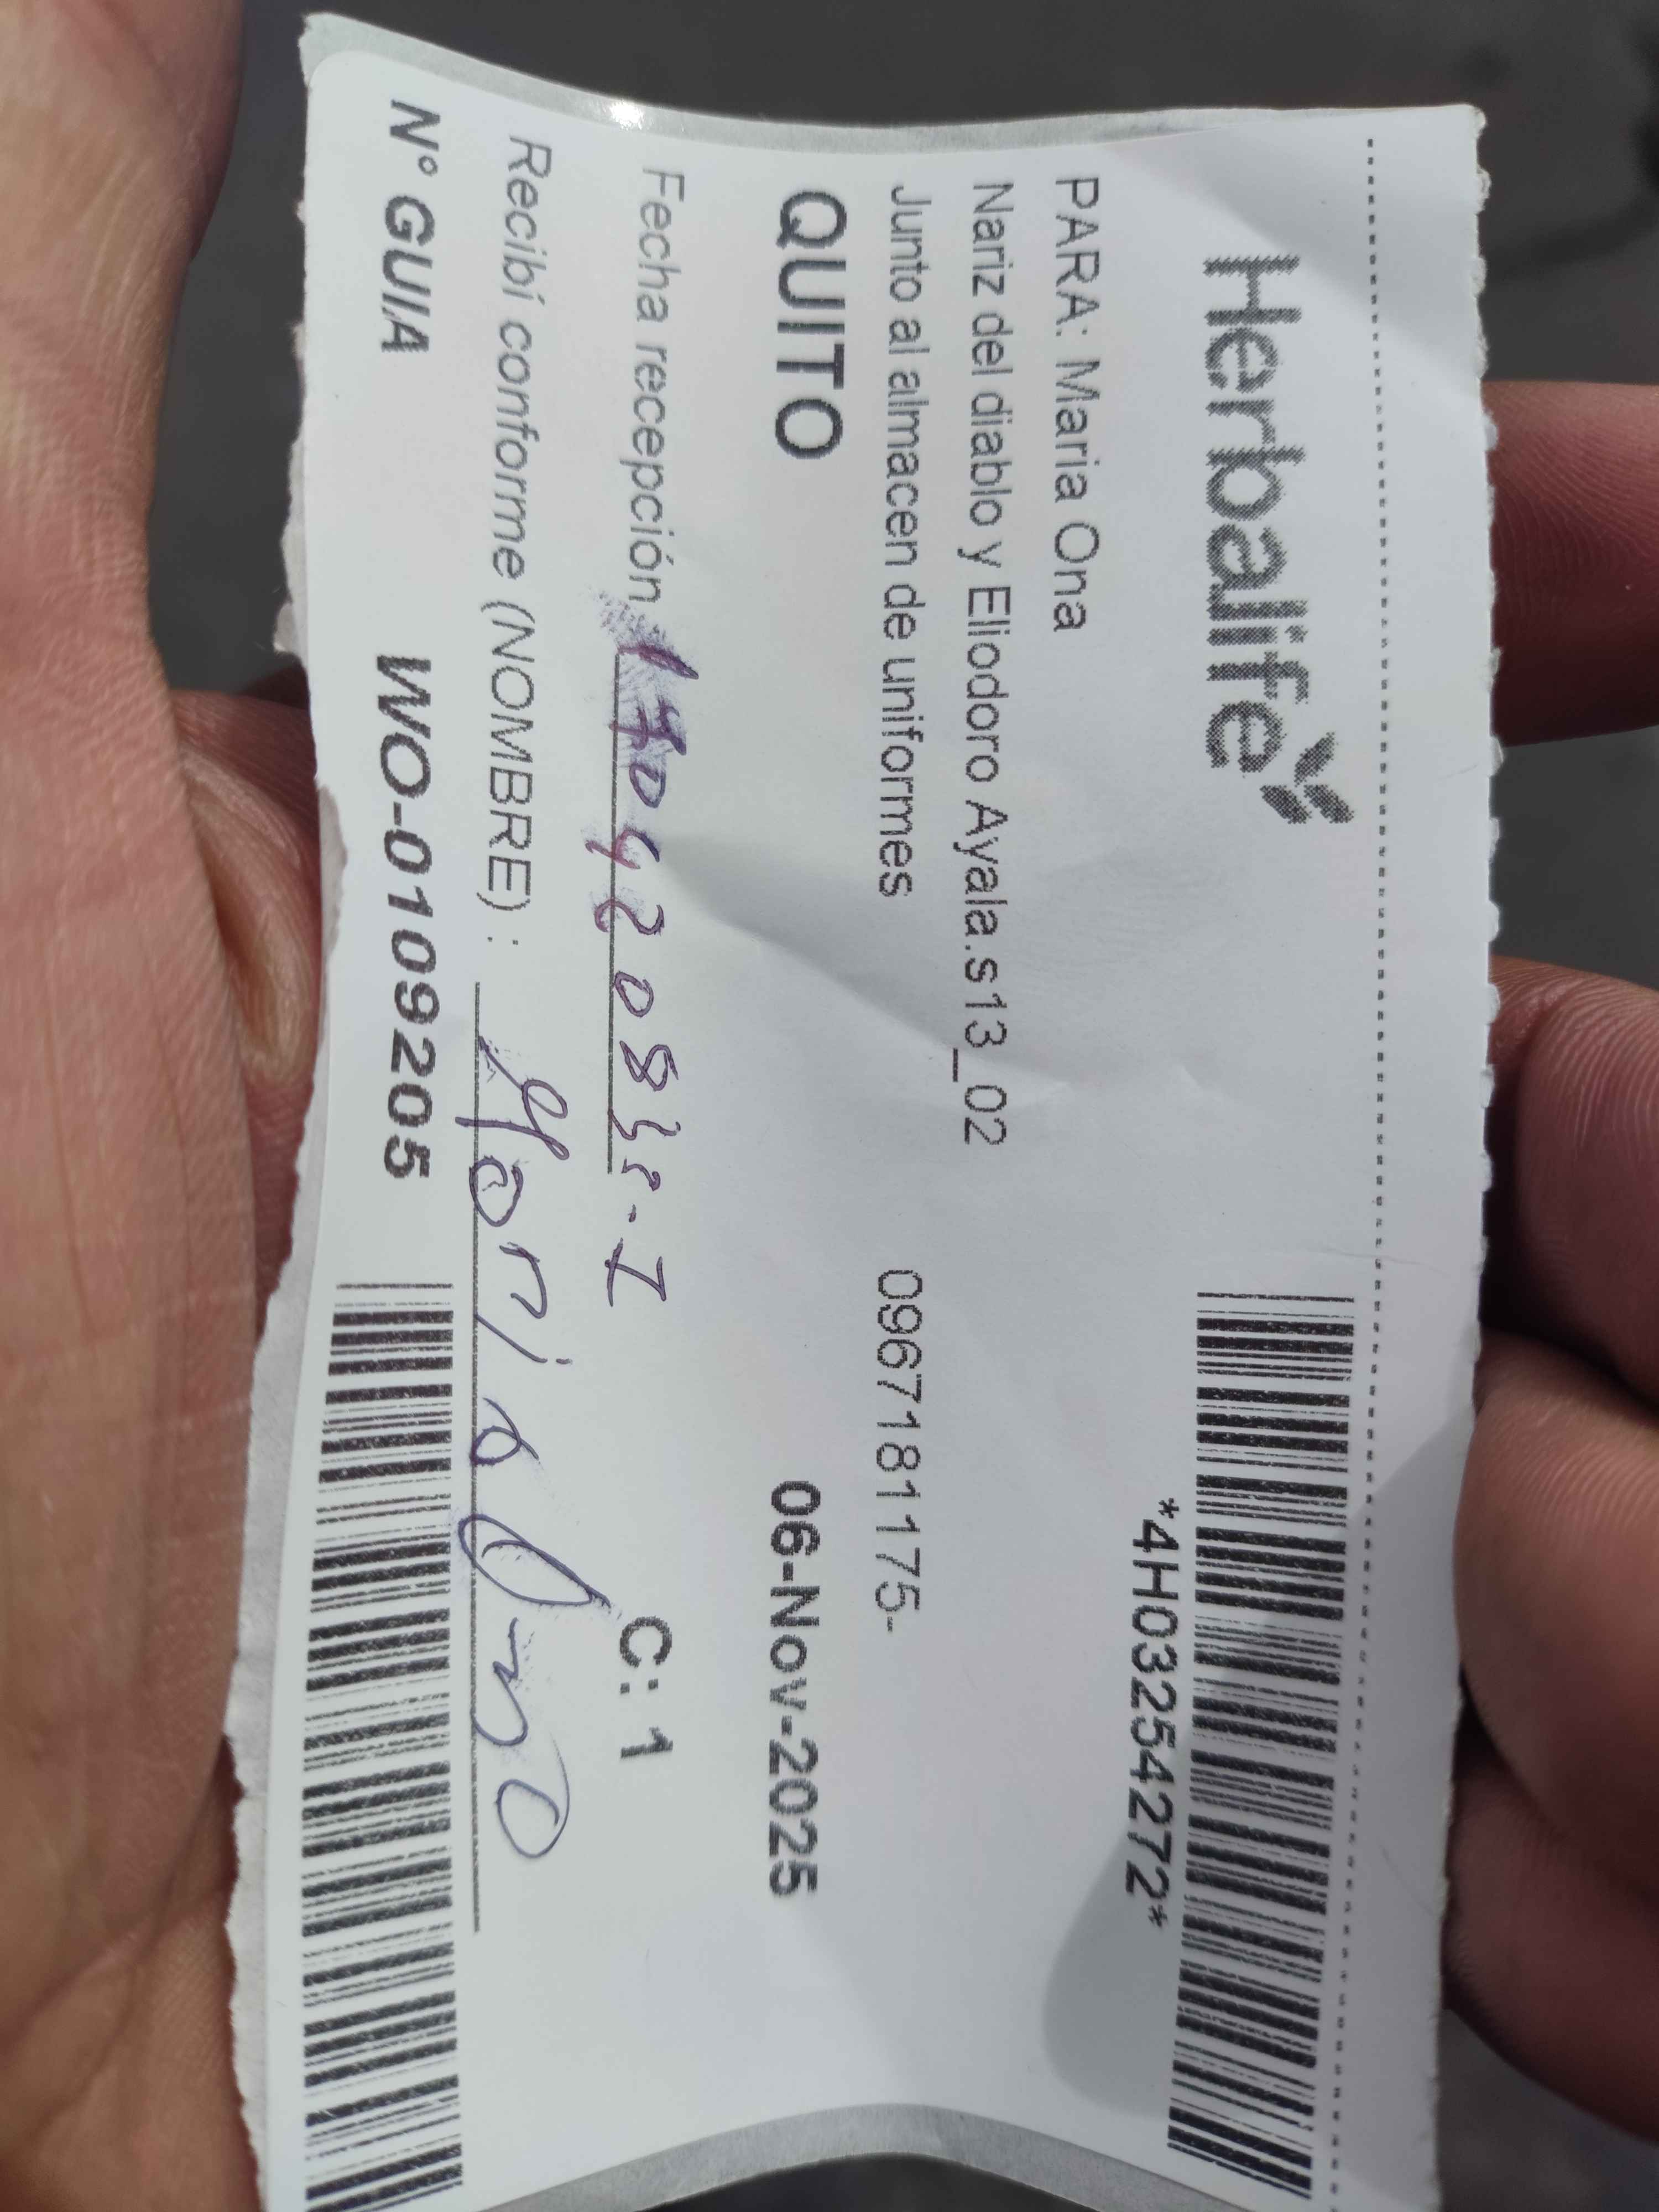 Herbalife
*4H03254272*
PARA: Maria Ona
Nariz del diablo y Eliodoro Ayala.s13_02
Junto al almacen de uniformes 0967181175-
QUITO 06-Nov-2025
Fecha recepción C: 1
Recibí conforme (NOMBRE) : Maria
N° GUIA WO-0109205